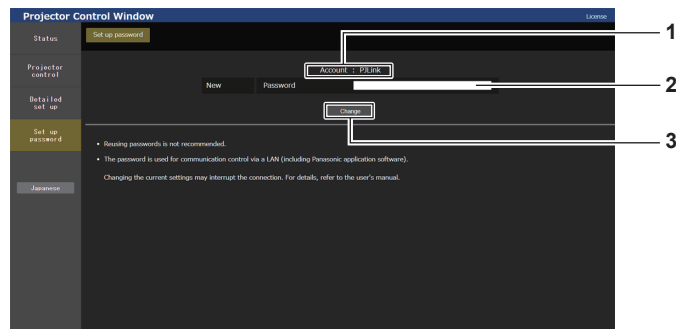 Projector Control Window
License
1
Status
Set up password
Projector
control
Account : PJLink
New Password
2
Detailed
set up
Change
Set up
password
3
• Reusing passwords is not recommended.
• The password is used for communication control via a LAN (including Panasonic application software).
Changing the current settings may interrupt the connection. For details, refer to the user's manual.
Japanese